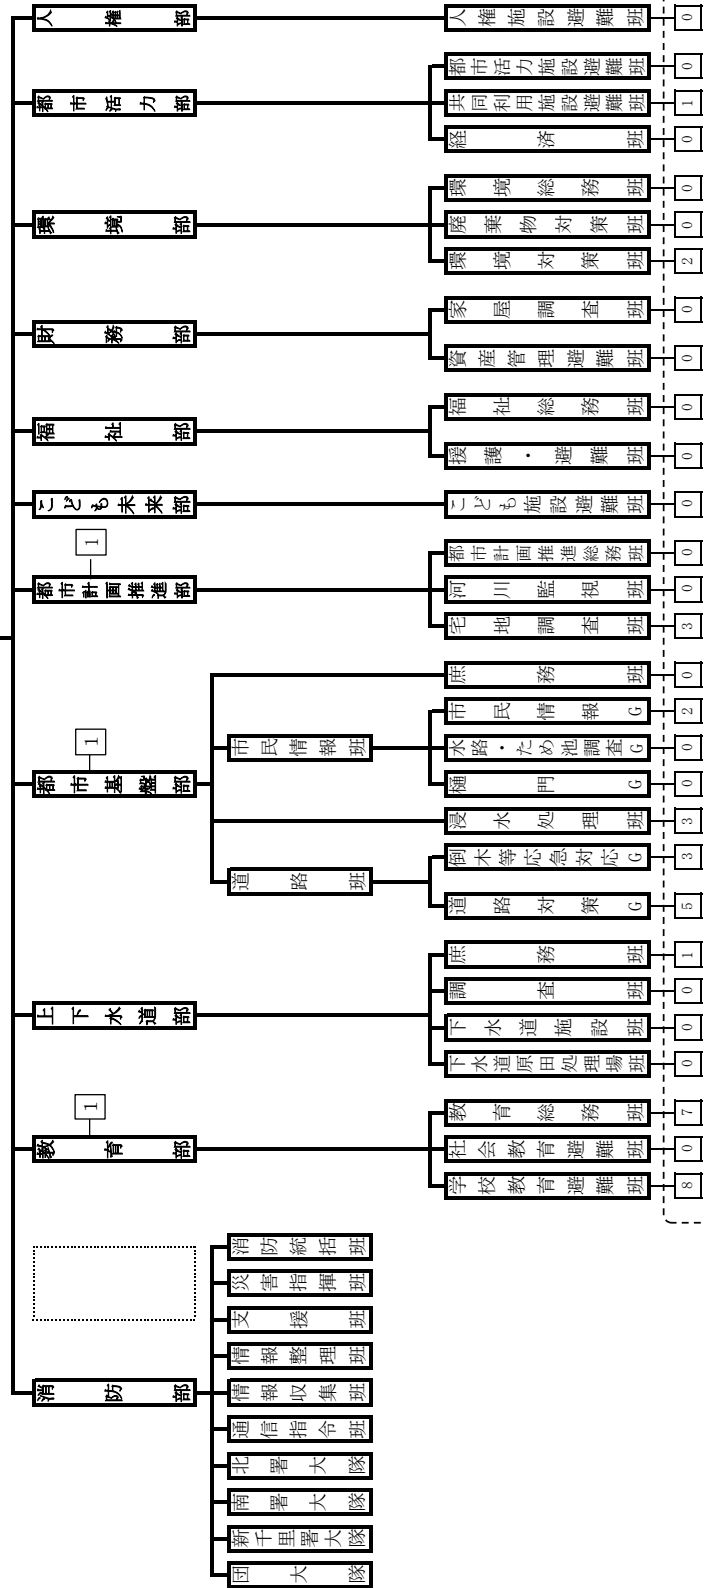 人権部
人権施設避難班
0
都市活力部
都市活力施設避難班
0
共同利用施設避難班
1
経済班
0
環境部
環境総務班
0
廃棄物対策班
0
環境対策班
2
財務部
家屋調査班
0
資産管理避難班
0
福祉部
福祉総務班
0
援護・避難班
0
こども未来部
こども施設避難班
0
1
都市計画推進部
都市計画推進総務班
0
河川監視班
0
宅地調査班
3
1
都市基盤部
庶務班
0
市民情報班
市民情報G
2
水路・ため池調査G
0
樋門G
0
浸水処理班
3
道路班
倒木等応急対応G
3
道路対策G
5
上下水道部
庶務班
1
調査班
0
下水道施設班
0
下水道原田処理場班
0
1
教育部
教育総務班
7
社会教育避難班
0
学校教育避難班
8
消防部
消防統括班
災害指揮班
支援班
情報整理班
情報収集班
通信指令班
北署大隊
南署大隊
新千里署大隊
団大隊